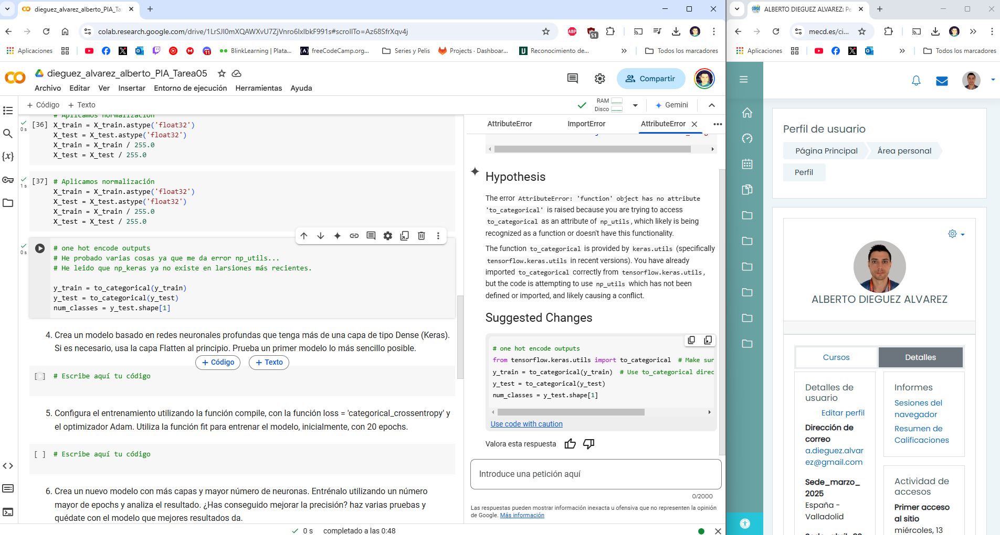 dieguez_alvarez_alberto_PIA_Ta
colab.research.google.com/drive/1LrSJI0mXQAWXvU7ZjVnro6IxIbkF991s#scrollTo=Az68SfrXqv4j
ABP
51
Aplicaciones
11
BlinkLearning | Plata...
freeCodeCamp.org...
Series y Pelis
Projects · Dashboar...
Reconocimiento de...
Todos los marcadores
dieguez_alvarez_alberto_PIA_Tarea05
Archivo
Editar
Ver
Insertar
Entorno de ejecución
Herramientas
Ayuda
Compartir
+ Código
+ Texto
RAM
Disco
Gemini
# Aplicamos normalización
[36] X_train = X_train.astype('float32')
0 s
X_test = X_test.astype('float32')
X_train = X_train / 255.0
X_test = X_test / 255.0
[37] # Aplicamos normalización
1 s
X_train = X_train.astype('float32')
X_test = X_test.astype('float32')
X_train = X_train / 255.0
X_test = X_test / 255.0
0 s
# one hot encode outputs
# He probado varias cosas ya que me da error np_utils...
# He leido que np_keras ya no existe en larsiones más recientes.
y_train = to_categorical(y_train)
y_test = to_categorical(y_test)
num_classes = y_test.shape[1]
4. Crea un modelo basado en redes neuronales profundas que tenga más de una capa de tipo Dense (Keras).
Si es necesario, usa la capa Flatten al principio. Prueba un primer modelo lo más sencillo posible.
+ Código
+ Texto
[ ] # Escribe aquí tu código
5. Configura el entrenamiento utilizando la función compile, con la función loss = 'categorical_crossentropy' y
el optimizador Adam. Utiliza la función fit para entrenar el modelo, inicialmente, con 20 epochs.
[ ] # Escribe aquí tu código
6. Crea un nuevo modelo con más capas y mayor número de neuronas. Entrénalo utilizando un número
mayor de epochs y analiza el resultado. ¿Has conseguido mejorar la precisión? haz varias pruebas y
quédate con el modelo que mejores resultados da.
0 s
completado a las 0:48
AttributeError
ImportError
AttributeError
Hypothesis
The error AttributeError: 'function' object has no attribute
'to_categorical' is raised because you are trying to access
to_categorical as an attribute of np_utils, which likely is being
recognized as a function or doesn't have this functionality.
The function to_categorical is provided by keras.utils (specifically
tensorflow.keras.utils in recent versions). You have already
imported to_categorical correctly from tensorflow.keras.utils,
but the code is attempting to use np_utils which has not been
defined or imported, and likely causing a conflict.
Suggested Changes
# one hot encode outputs
from tensorflow.keras.utils import to_categorical # Make sur
y_train = to_categorical(y_train) # Use to_categorical direc
y_test = to_categorical(y_test)
num_classes = y_test.shape[1]
Use code with caution
Valora esta respuesta
Introduce una petición aquí
0/2000
Las respuestas pueden mostrar información inexacta u ofensiva que no representen la opinión
de Google. Más información
ALBERTO DIEGUEZ ALVAREZ: Pe
mecd.es/ci...
Aplicaciones
Todos los marcadores
Perfil de usuario
Página Principal
Área personal
Perfil
ALBERTO DIEGUEZ ALVAREZ
Cursos
Detalles
Detalles de
usuario
Editar perfil
Dirección de
correo
a.dieguez.alvar
ez@gmail.com
Sede_marzo_
2025
España -
Valladolid
Informes
Sesiones del
navegador
Resumen de
Calificaciones
Actividad de
accesos
Primer acceso
al sitio
miércoles, 13